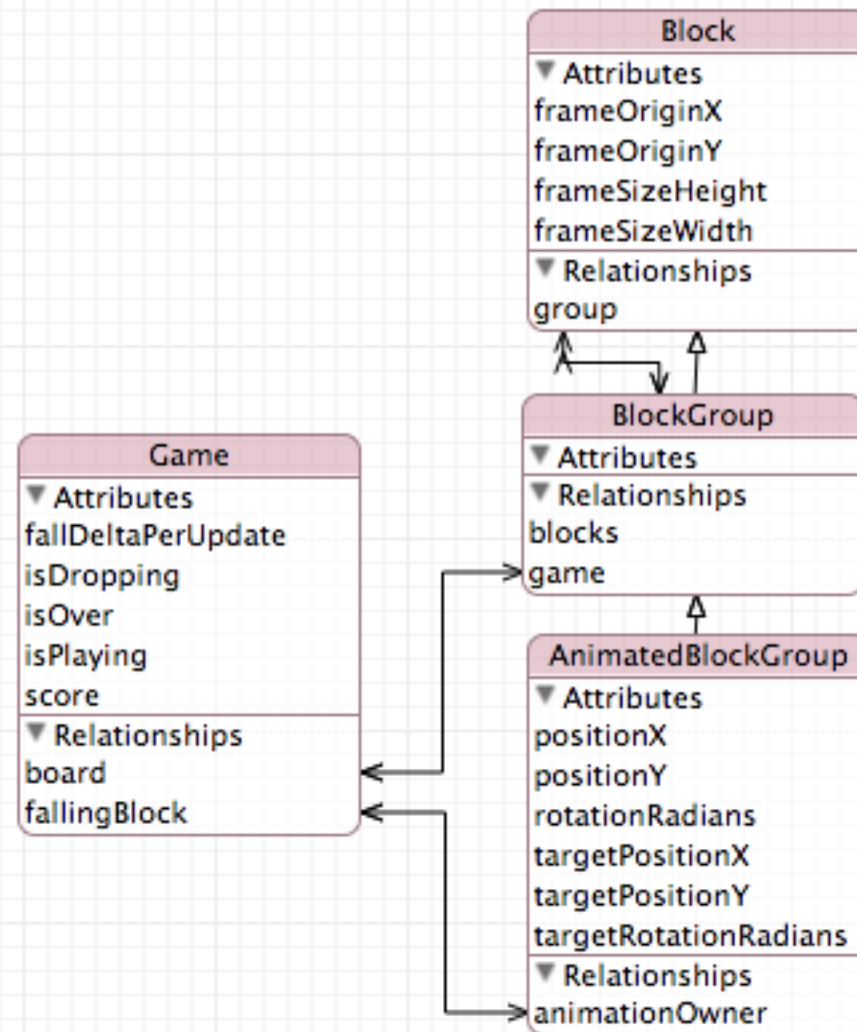 Block
Attributes
frameOriginX
frameOriginY
frameSizeHeight
frameSizeWidth
Relationships
group
BlockGroup
Attributes
Relationships
blocks
game
Game
Attributes
fallDeltaPerUpdate
isDropping
isOver
isPlaying
score
Relationships
board
fallingBlock
AnimatedBlockGroup
Attributes
positionX
positionY
rotationRadians
targetPositionX
targetPositionY
targetRotationRadians
Relationships
animationOwner